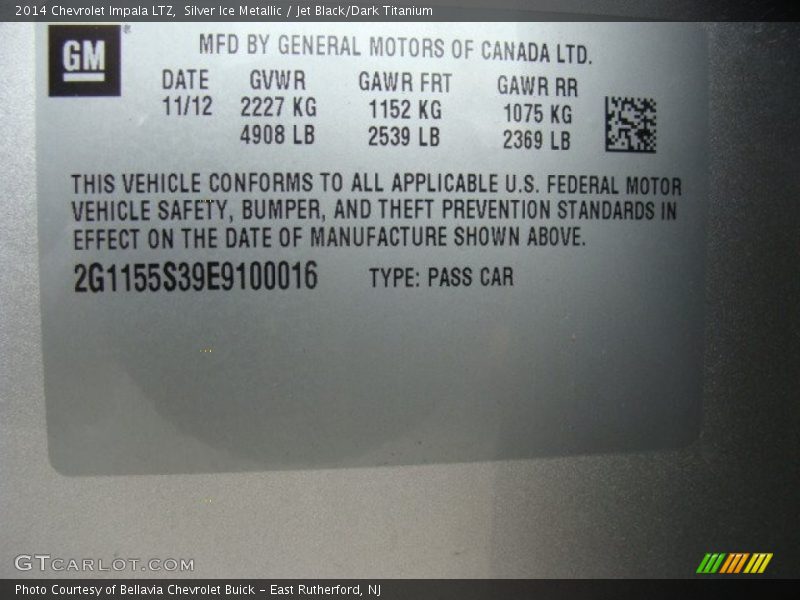 2014 Chevrolet Impala LTZ, Silver Ice Metallic / Jet Black/Dark Titanium
GM
®
MFD BY GENERAL MOTORS OF CANADA LTD.
DATE GVWR GAWR FRT GAWR RR
11/12 2227 KG 1152 KG 1075 KG
4908 LB 2539 LB 2369 LB
THIS VEHICLE CONFORMS TO ALL APPLICABLE U.S. FEDERAL MOTOR
VEHICLE SAFETY, BUMPER, AND THEFT PREVENTION STANDARDS IN
EFFECT ON THE DATE OF MANUFACTURE SHOWN ABOVE.
2G1155S39E9100016 TYPE: PASS CAR
GTCARLOT.COM
Photo Courtesy of Bellavia Chevrolet Buick - East Rutherford, NJ